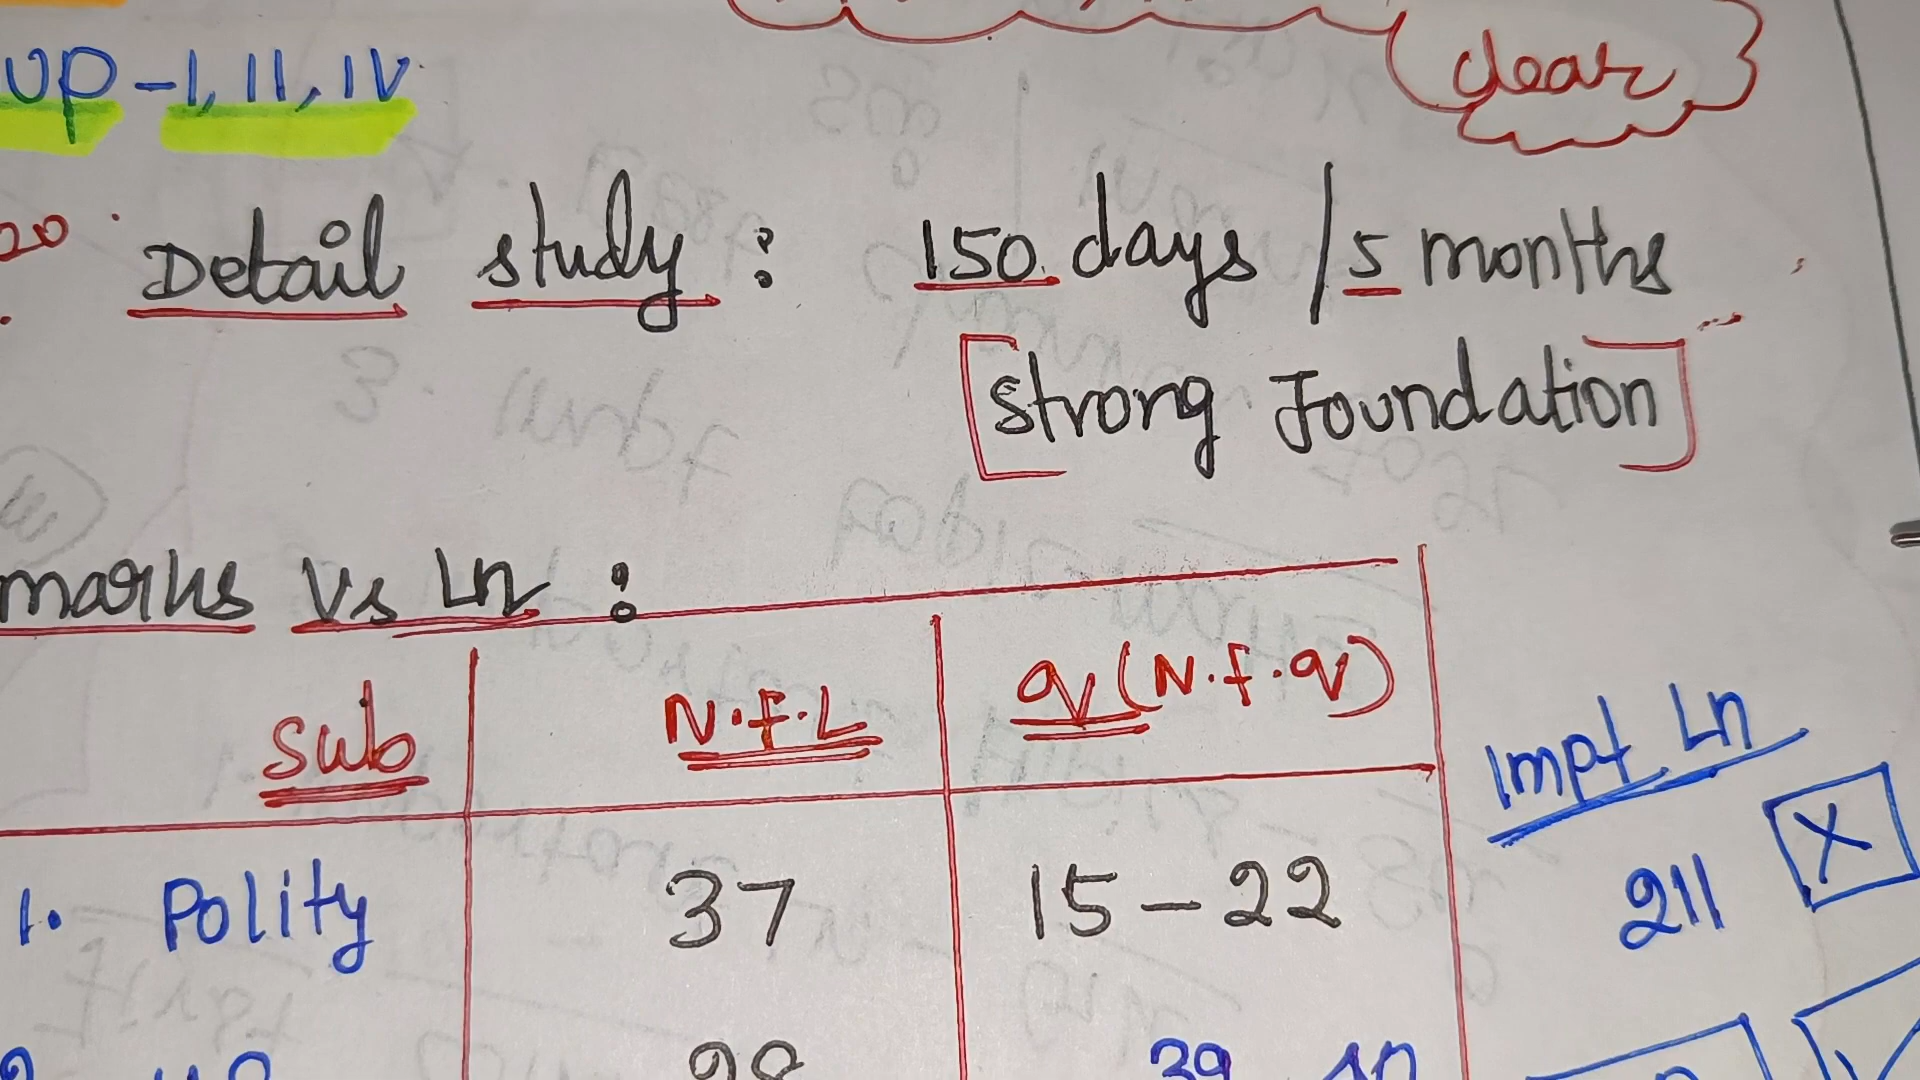 clear
UP-I, II, IV
20. Detail study : 150 days / 5 months
[strong Foundation]
marks Vs Ln :
Sub N.f.L q (N.f.q) Impt Ln
1. Polity 37 15-22 211 X